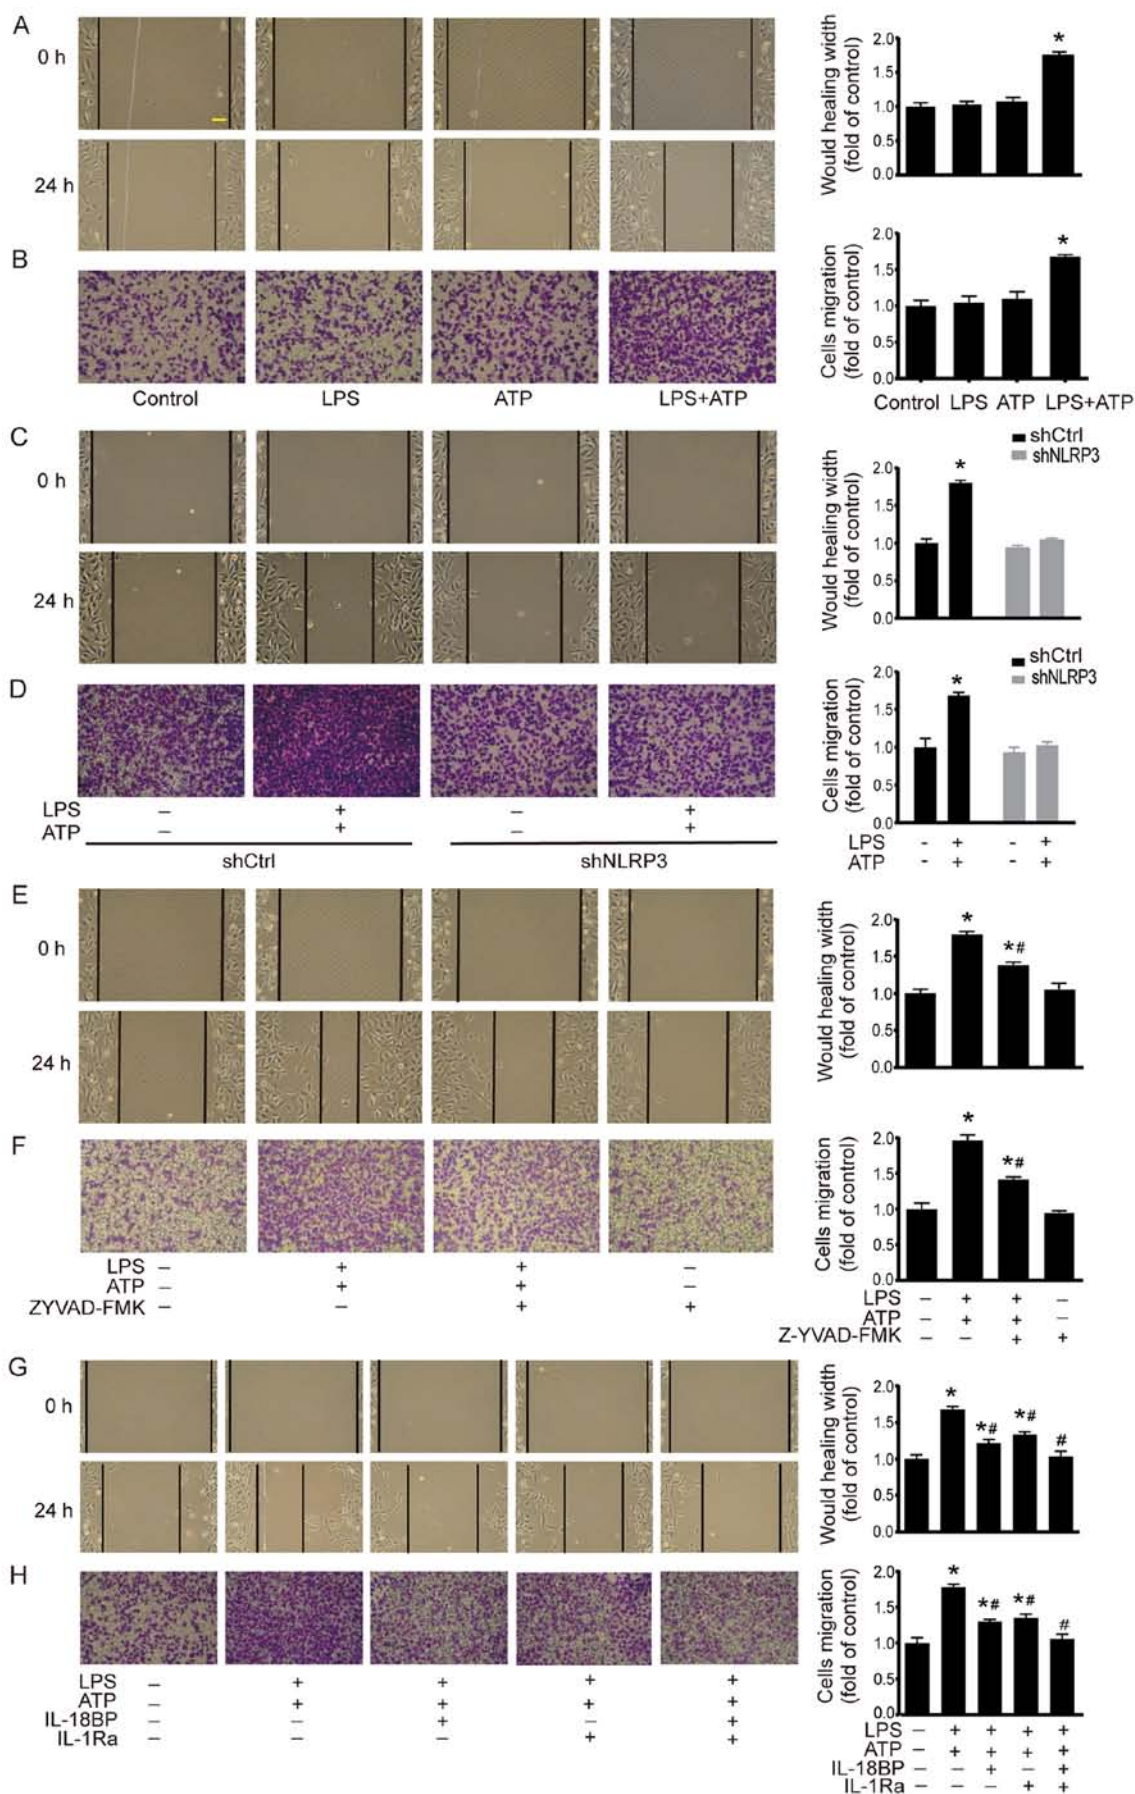 A
0 h
24 h
Would healing width
(fold of control)
2.0
1.5
1.0
0.5
0.0
*
B
Control
LPS
ATP
LPS+ATP
Cells migration
(fold of control)
2.0
1.5
1.0
0.5
0.0
*
Control LPS ATP LPS+ATP
C
0 h
24 h
shCtrl
shNLRP3
Would healing width
(fold of control)
2.0
1.5
1.0
0.5
0.0
*
D
LPS – + – +
ATP – + – +
shCtrl
shNLRP3
shCtrl
shNLRP3
Cells migration
(fold of control)
2.0
1.5
1.0
0.5
0.0
*
LPS - + - +
ATP - + - +
E
0 h
24 h
Would healing width
(fold of control)
2.0
1.5
1.0
0.5
0.0
*
*#
F
LPS – + + –
ATP – + + –
ZYVAD-FMK – – + +
Cells migration
(fold of control)
2.0
1.5
1.0
0.5
0.0
*
*#
LPS – + + –
ATP – + + –
Z-YVAD-FMK – – + +
G
0 h
24 h
Would healing width
(fold of control)
2.0
1.5
1.0
0.5
0.0
*
*#
*#
#
H
LPS – + + + +
ATP – + + + +
IL-18BP – – + – +
IL-1Ra – – – + +
Cells migration
(fold of control)
2.0
1.5
1.0
0.5
0.0
*
*#
*#
#
LPS – + + + +
ATP – + + + +
IL-18BP – – + – +
IL-1Ra – – – + +